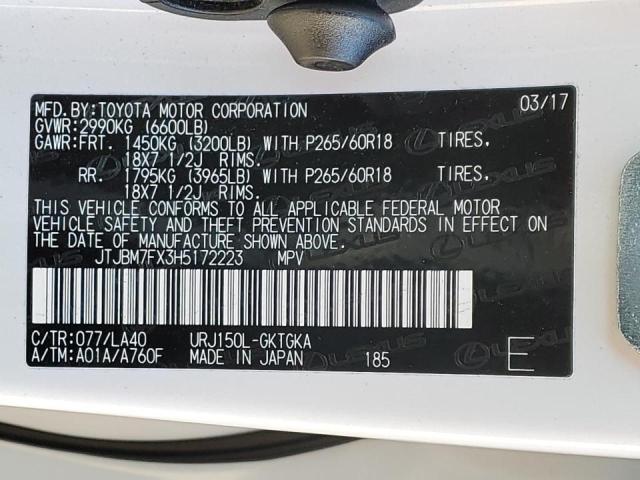 MFD.BY:TOYOTA MOTOR CORPORATION 03/17
GVWR:2990KG (6600LB)
GAWR:FRT. 1450KG (3200LB) WITH P265/60R18 TIRES.
18X7 1/2J RIMS.
RR. 1795KG (3965LB) WITH P265/60R18 TIRES.
18X7 1/2J RIMS.
THIS VEHICLE CONFORMS TO ALL APPLICABLE FEDERAL MOTOR
VEHICLE SAFETY AND THEFT PREVENTION STANDARDS IN EFFECT
ON THE DATE OF MANUFACTURE SHOWN ABOVE.
JTJBM7FX3H5172223 MPV
C/TR:077/LA40 URJ150L-GKTGKA
A/TM:A01A/A760F MADE IN JAPAN 185 E
LEXUS